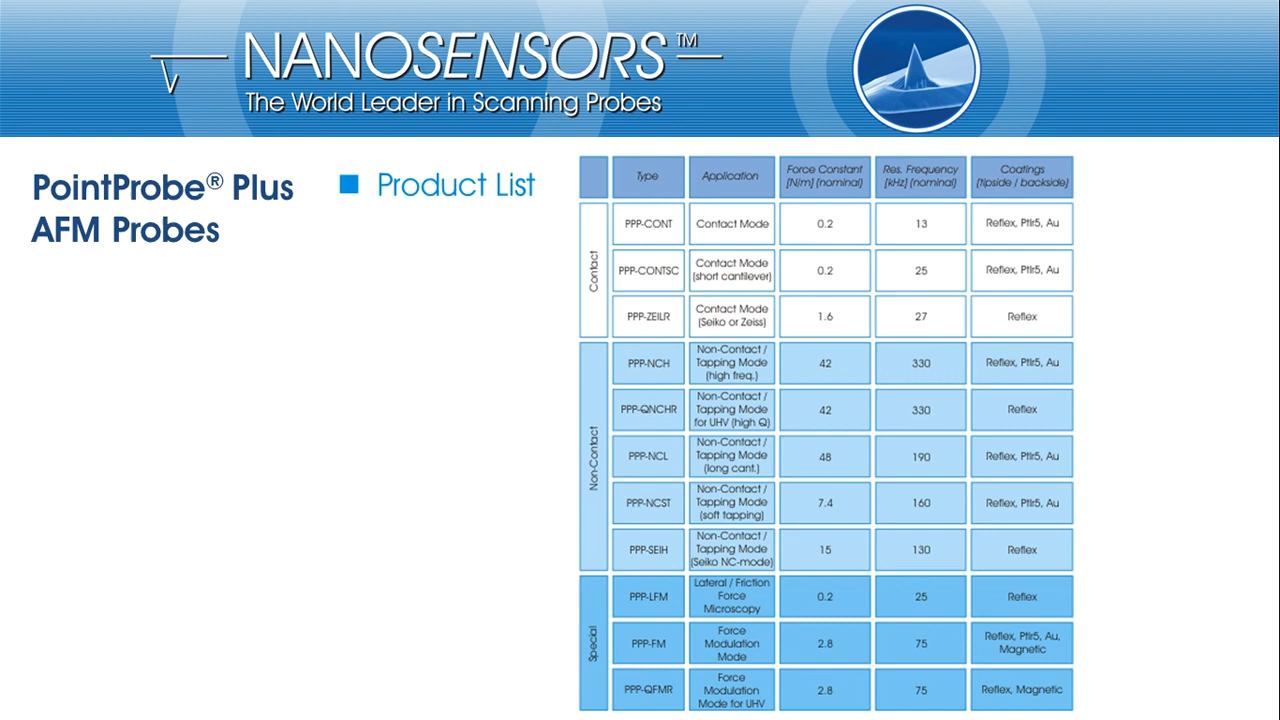 NANOSENSORS™
The World Leader in Scanning Probes
PointProbe® Plus
AFM Probes
Product List
Type Application Force Constant [N/m] (nominal) Res. Frequency [kHz] (nominal) Coatings (tipside / backside)
Contact
PPP-CONT Contact Mode 0.2 13 Reflex, PtIr5, Au
PPP-CONTSC Contact Mode (short cantilever) 0.2 25 Reflex, PtIr5, Au
PPP-ZEILR Contact Mode (Seiko or Zeiss) 1.6 27 Reflex
Non-Contact
PPP-NCH Non-Contact / Tapping Mode (high freq.) 42 330 Reflex, PtIr5, Au
PPP-QNCHR Non-Contact / Tapping Mode for UHV (high Q) 42 330 Reflex
PPP-NCL Non-Contact / Tapping Mode (long cant.) 48 190 Reflex, PtIr5, Au
PPP-NCST Non-Contact / Tapping Mode (soft tapping) 7.4 160 Reflex, PtIr5, Au
PPP-SEIH Non-Contact / Tapping Mode (Seiko NC-mode) 15 130 Reflex
Special
PPP-LFM Lateral / Friction Force Microscopy 0.2 25 Reflex
PPP-FM Force Modulation Mode 2.8 75 Reflex, PtIr5, Au, Magnetic
PPP-QFMR Force Modulation Mode for UHV 2.8 75 Reflex, Magnetic